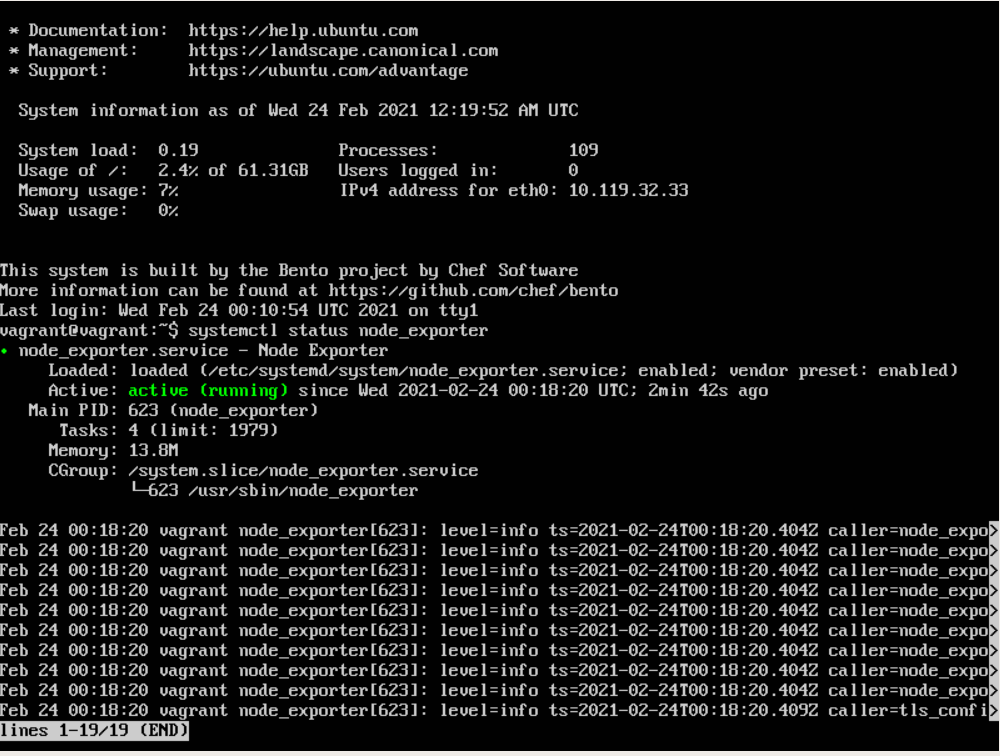 * Documentation:  https://help.ubuntu.com
* Management:     https://landscape.canonical.com
* Support:        https://ubuntu.com/advantage
System information as of Wed 24 Feb 2021 12:19:52 AM UTC
System load:  0.19              Processes:             109
Usage of /:   2.4% of 61.31GB   Users logged in:       0
Memory usage: 7%                IPv4 address for eth0: 10.119.32.33
Swap usage:   0%
This system is built by the Bento project by Chef Software
More information can be found at https://github.com/chef/bento
Last login: Wed Feb 24 00:10:54 UTC 2021 on tty1
vagrant@vagrant:~$ systemctl status node_exporter
• node_exporter.service - Node Exporter
Loaded: loaded (/etc/systemd/system/node_exporter.service; enabled; vendor preset: enabled)
Active: active (running) since Wed 2021-02-24 00:18:20 UTC; 2min 42s ago
Main PID: 623 (node_exporter)
Tasks: 4 (limit: 1979)
Memory: 13.8M
CGroup: /system.slice/node_exporter.service
└─623 /usr/sbin/node_exporter
Feb 24 00:18:20 vagrant node_exporter[623]: level=info ts=2021-02-24T00:18:20.404Z caller=node_expo>
Feb 24 00:18:20 vagrant node_exporter[623]: level=info ts=2021-02-24T00:18:20.404Z caller=node_expo>
Feb 24 00:18:20 vagrant node_exporter[623]: level=info ts=2021-02-24T00:18:20.404Z caller=node_expo>
Feb 24 00:18:20 vagrant node_exporter[623]: level=info ts=2021-02-24T00:18:20.404Z caller=node_expo>
Feb 24 00:18:20 vagrant node_exporter[623]: level=info ts=2021-02-24T00:18:20.404Z caller=node_expo>
Feb 24 00:18:20 vagrant node_exporter[623]: level=info ts=2021-02-24T00:18:20.404Z caller=node_expo>
Feb 24 00:18:20 vagrant node_exporter[623]: level=info ts=2021-02-24T00:18:20.404Z caller=node_expo>
Feb 24 00:18:20 vagrant node_exporter[623]: level=info ts=2021-02-24T00:18:20.404Z caller=node_expo>
Feb 24 00:18:20 vagrant node_exporter[623]: level=info ts=2021-02-24T00:18:20.404Z caller=node_expo>
Feb 24 00:18:20 vagrant node_exporter[623]: level=info ts=2021-02-24T00:18:20.409Z caller=tls_confi>
lines 1-19/19 (END)